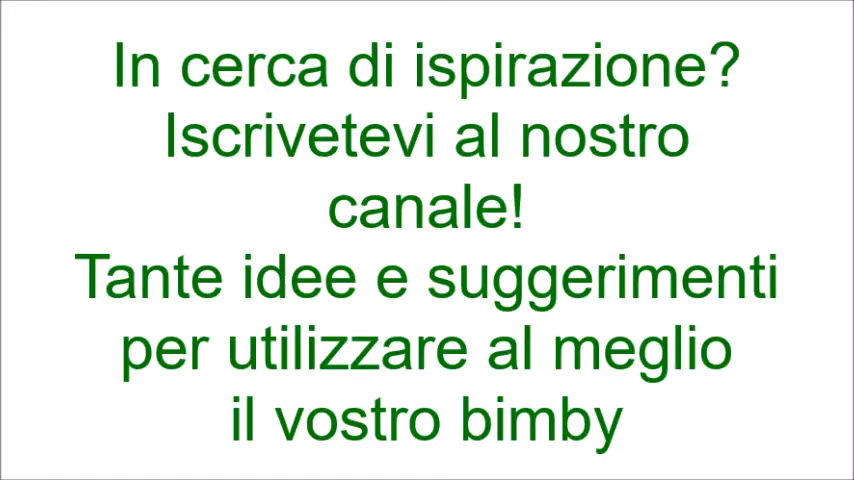 In cerca di ispirazione?
Iscrivetevi al nostro
canale!
Tante idee e suggerimenti
per utilizzare al meglio
il vostro bimby